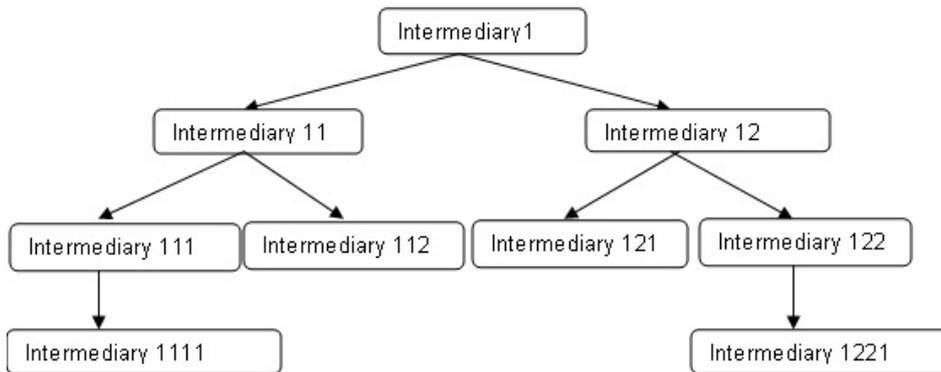 Intermediary1
Intermediary 11
Intermediary 12
Intermediary 111
Intermediary 112
Intermediary 121
Intermediary 122
Intermediary 1111
Intermediary 1221